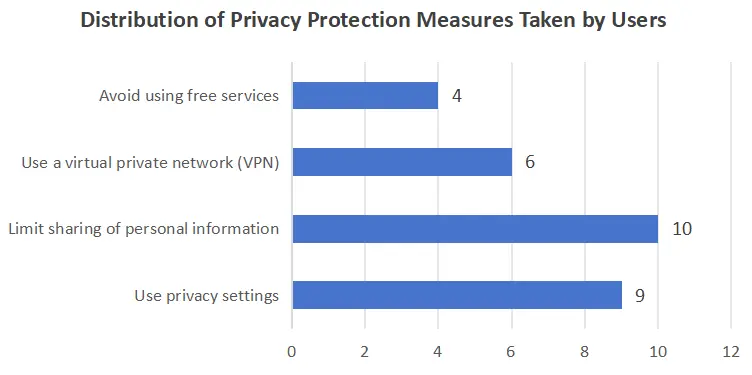 Distribution of Privacy Protection Measures Taken by Users
Avoid using free services 4
Use a virtual private network (VPN) 6
Limit sharing of personal information 10
Use privacy settings 9
0 2 4 6 8 10 12